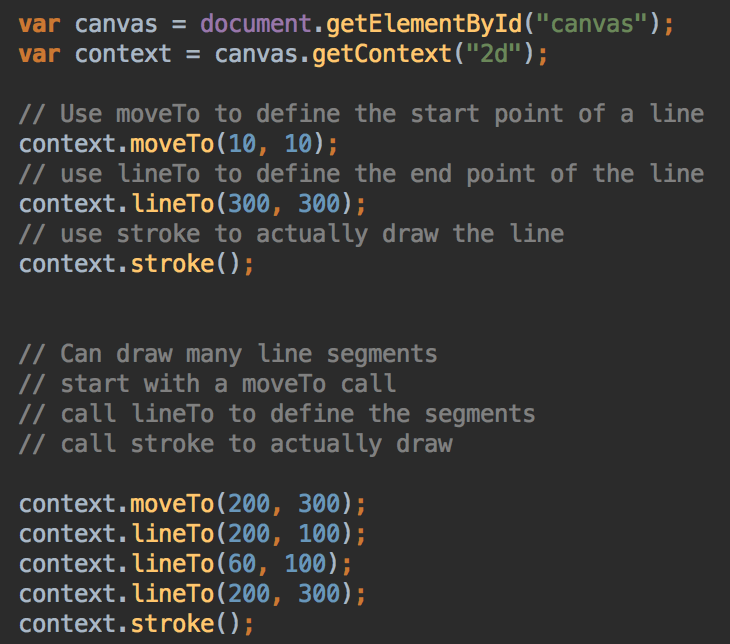 var canvas = document.getElementById("canvas");
var context = canvas.getContext("2d");
// Use moveTo to define the start point of a line
context.moveTo(10, 10);
// use lineTo to define the end point of the line
context.lineTo(300, 300);
// use stroke to actually draw the line
context.stroke();
// Can draw many line segments
// start with a moveTo call
// call lineTo to define the segments
// call stroke to actually draw
context.moveTo(200, 300);
context.lineTo(200, 100);
context.lineTo(60, 100);
context.lineTo(200, 300);
context.stroke();